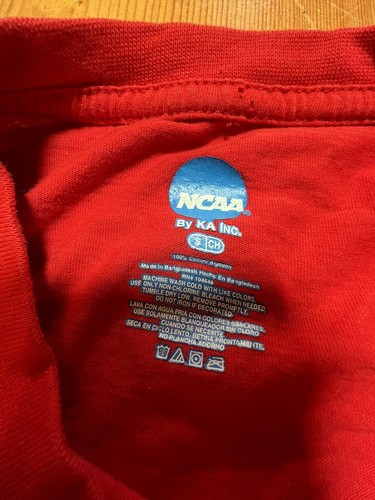 NCAA
By KA Inc.
S CH
100% Cotton/Algodon
Made In Bangladesh Hecho En Bangladesh
RN# 104646
MACHINE WASH COLD WITH LIKE COLORS.
USE ONLY NON-CHLORINE BLEACH WHEN NEEDED
TUMBLE DRY LOW. REMOVE PROMPTLY.
DO NOT IRON IF DECORATED.
LAVA CON AGUA FRIA CON COLORES SIMILARES.
USE SOLAMENTE BLANQUEADOR SIN CLORO
CUANDO SE NECESITE.
SECA EN CICLO LENTO. RETIRA PRONTAMENTE.
NO PLANCHA ADORNO